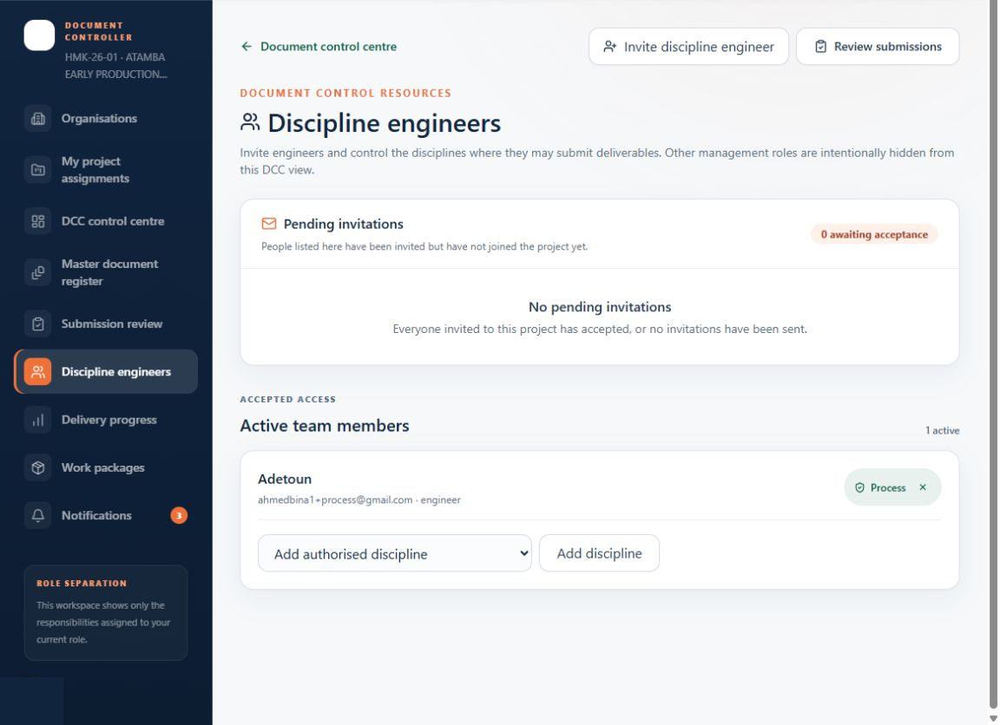 DOCUMENT
CONTROLLER
HMK-26-01 · ATAMBA
EARLY PRODUCTION...
Organisations
My project
assignments
DCC control centre
Master document
register
Submission review
Discipline engineers
Delivery progress
Work packages
Notifications 3
ROLE SEPARATION
This workspace shows only the
responsibilities assigned to your
current role.
← Document control centre
Invite discipline engineer
Review submissions
DOCUMENT CONTROL RESOURCES
Discipline engineers
Invite engineers and control the disciplines where they may submit deliverables. Other management roles are intentionally hidden from
this DCC view.
Pending invitations
People listed here have been invited but have not joined the project yet.
0 awaiting acceptance
No pending invitations
Everyone invited to this project has accepted, or no invitations have been sent.
ACCEPTED ACCESS
Active team members
1 active
Adetoun
ahmedbina1+process@gmail.com · engineer
Process ×
Add authorised discipline
Add discipline